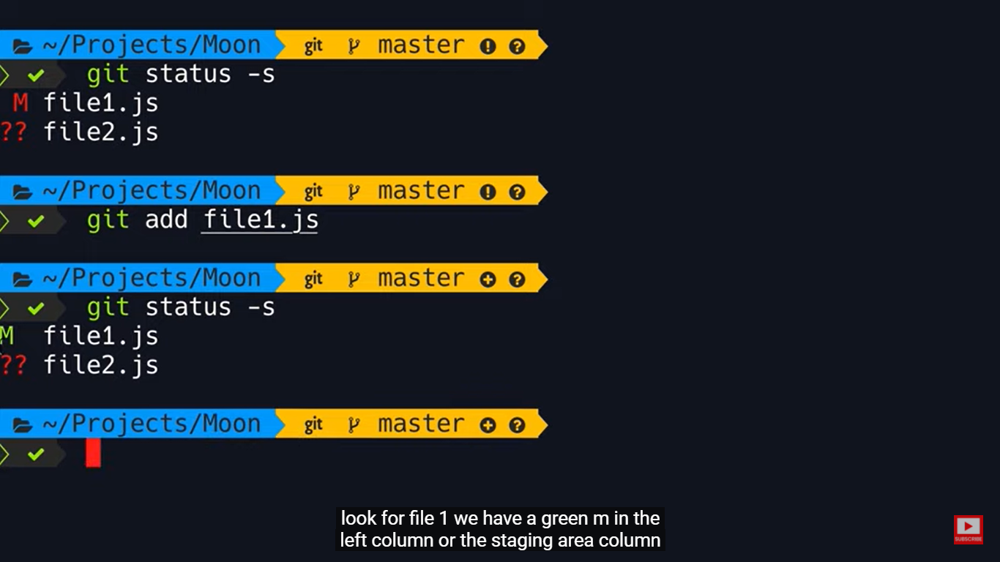 ~/Projects/Moon git master
git status -s
M file1.js
?? file2.js
~/Projects/Moon git master
git add file1.js
~/Projects/Moon git master
git status -s
M file1.js
?? file2.js
~/Projects/Moon git master
look for file 1 we have a green m in the
left column or the staging area column
SUBSCRIBE